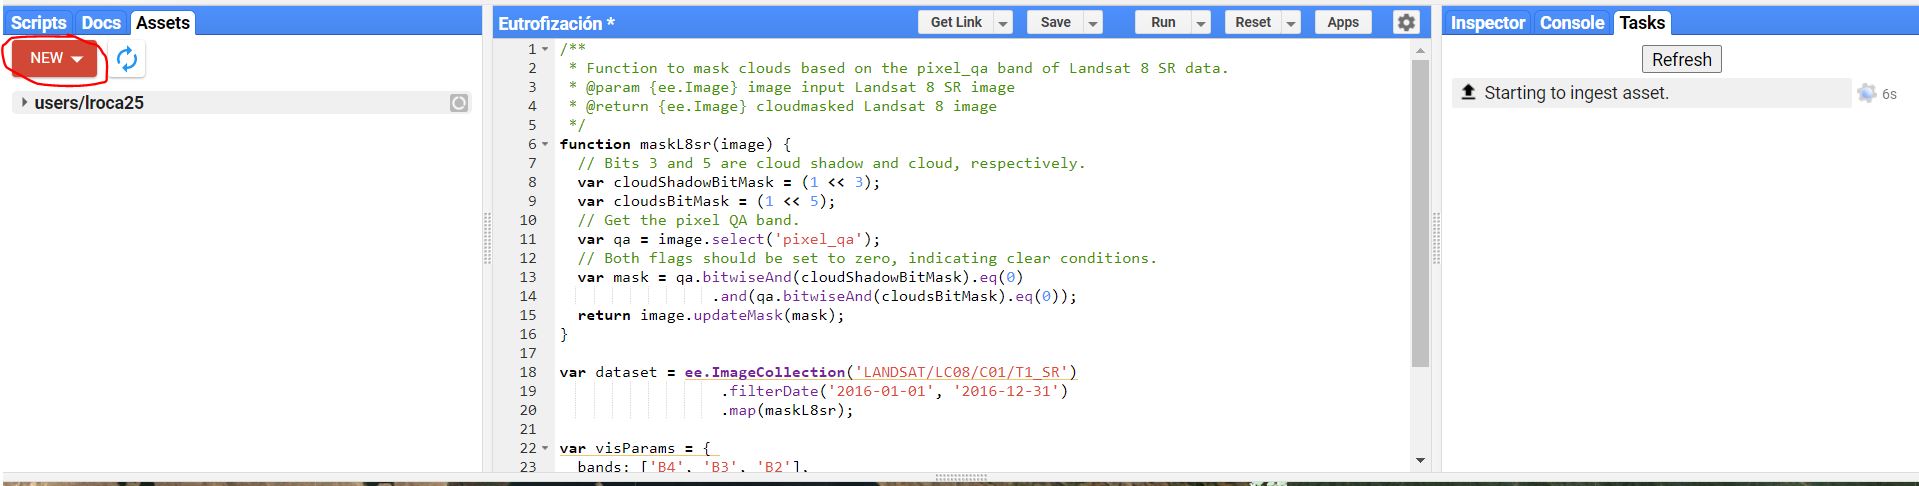 Scripts Docs Assets
NEW
users/lroca25
Eutrofización *
Get Link Save Run Reset Apps
1 /**
2  * Function to mask clouds based on the pixel_qa band of Landsat 8 SR data.
3  * @param {ee.Image} image input Landsat 8 SR image
4  * @return {ee.Image} cloudmasked Landsat 8 image
5  */
6 function maskL8sr(image) {
7   // Bits 3 and 5 are cloud shadow and cloud, respectively.
8   var cloudShadowBitMask = (1 << 3);
9   var cloudsBitMask = (1 << 5);
10   // Get the pixel QA band.
11   var qa = image.select('pixel_qa');
12   // Both flags should be set to zero, indicating clear conditions.
13   var mask = qa.bitwiseAnd(cloudShadowBitMask).eq(0)
14                  .and(qa.bitwiseAnd(cloudsBitMask).eq(0));
15   return image.updateMask(mask);
16 }
17
18 var dataset = ee.ImageCollection('LANDSAT/LC08/C01/T1_SR')
19                   .filterDate('2016-01-01', '2016-12-31')
20                   .map(maskL8sr);
21
22 var visParams = {
23   bands: ['B4', 'B3', 'B2'],
Inspector Console Tasks
Refresh
Starting to ingest asset. 6s